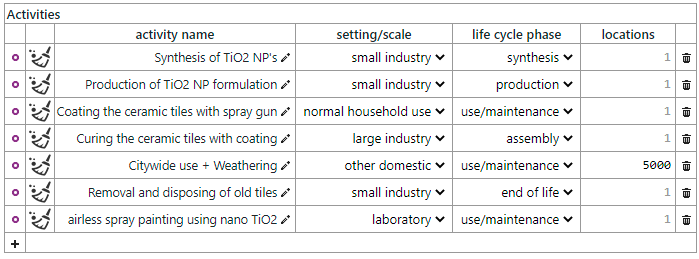 Activities
activity name setting/scale life cycle phase locations
Synthesis of TiO2 NP's small industry synthesis 1
Production of TiO2 NP formulation small industry production 1
Coating the ceramic tiles with spray gun normal household use use/maintenance 1
Curing the ceramic tiles with coating large industry assembly 1
Citywide use + Weathering other domestic use/maintenance 5000
Removal and disposing of old tiles small industry end of life 1
airless spray painting using nano TiO2 laboratory use/maintenance 1
+